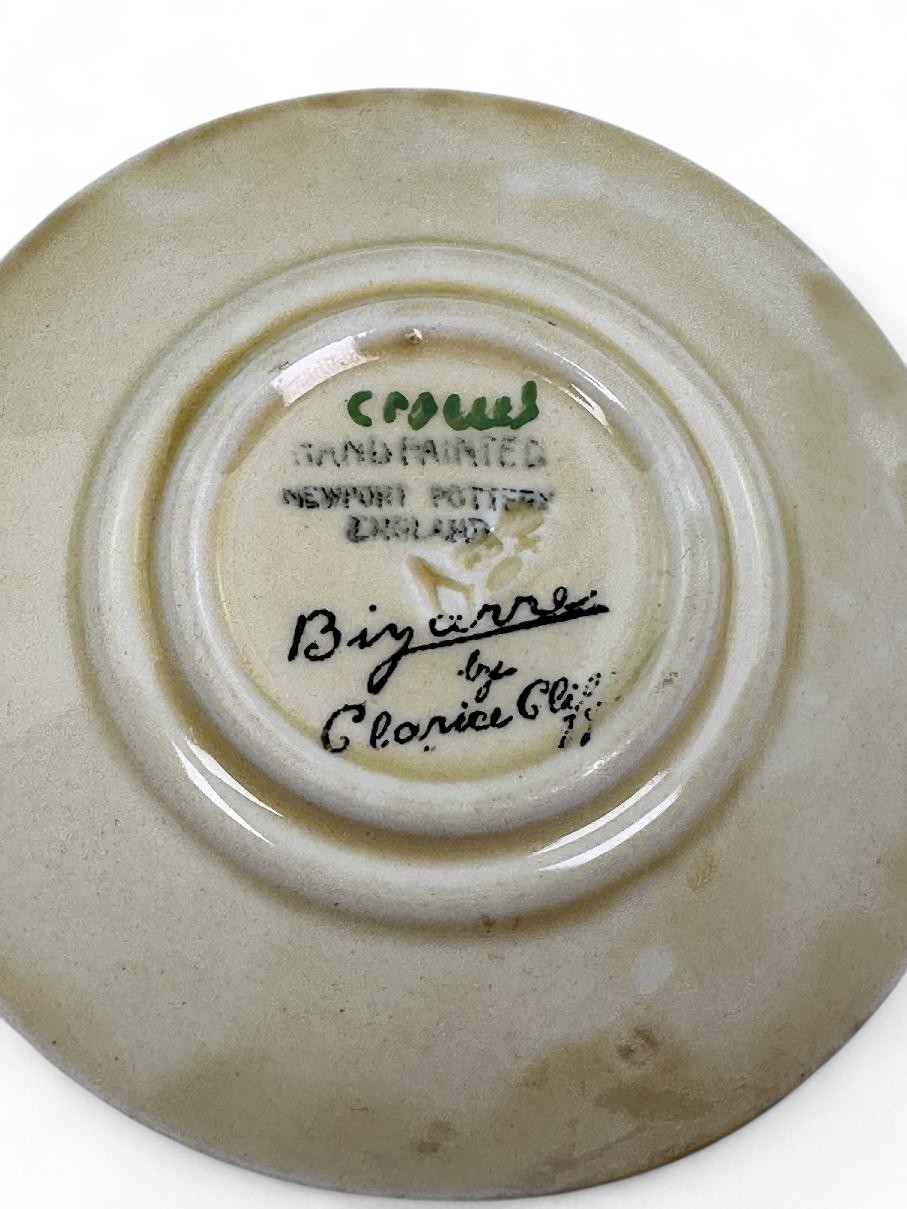 crocus
HAND PAINTED
NEWPORT POTTERY
ENGLAND
Bizarre
by
Clarice Cliff